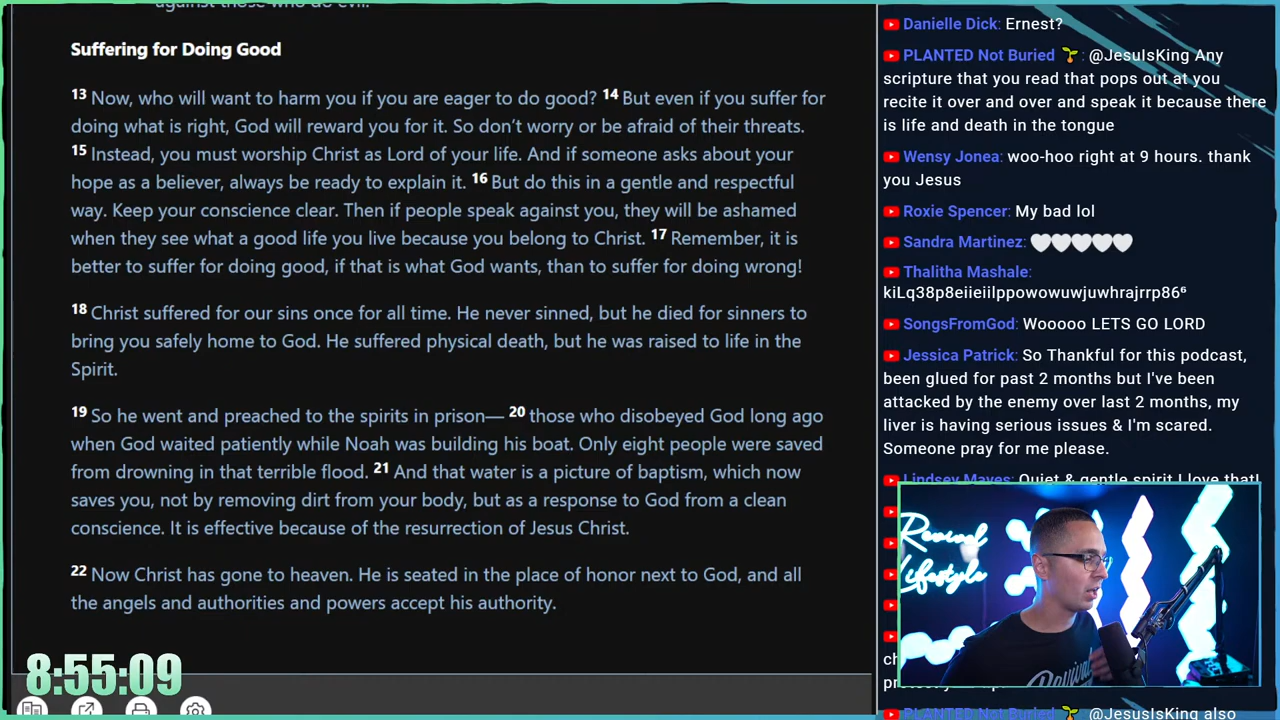 against those who do evil.
Suffering for Doing Good
13 Now, who will want to harm you if you are eager to do good? 14 But even if you suffer for
doing what is right, God will reward you for it. So don’t worry or be afraid of their threats.
15 Instead, you must worship Christ as Lord of your life. And if someone asks about your
hope as a believer, always be ready to explain it. 16 But do this in a gentle and respectful
way. Keep your conscience clear. Then if people speak against you, they will be ashamed
when they see what a good life you live because you belong to Christ. 17 Remember, it is
better to suffer for doing good, if that is what God wants, than to suffer for doing wrong!
18 Christ suffered for our sins once for all time. He never sinned, but he died for sinners to
bring you safely home to God. He suffered physical death, but he was raised to life in the
Spirit.
19 So he went and preached to the spirits in prison— 20 those who disobeyed God long ago
when God waited patiently while Noah was building his boat. Only eight people were saved
from drowning in that terrible flood. 21 And that water is a picture of baptism, which now
saves you, not by removing dirt from your body, but as a response to God from a clean
conscience. It is effective because of the resurrection of Jesus Christ.
22 Now Christ has gone to heaven. He is seated in the place of honor next to God, and all
the angels and authorities and powers accept his authority.
8:55:09
Danielle Dick: Ernest?
PLANTED Not Buried 🌱: @JesuIsKing Any
scripture that you read that pops out at you
recite it over and over and speak it because there
is life and death in the tongue
Wensy Jonea: woo-hoo right at 9 hours. thank
you Jesus
Roxie Spencer: My bad lol
Sandra Martinez: 🤍🤍🤍🤍🤍
Thalitha Mashale:
kiLq38p8eiieiilppowowuwjuwhrajrrp86⁶
SongsFromGod: Wooooo LETS GO LORD
Jessica Patrick: So Thankful for this podcast,
been glued for past 2 months but I've been
attacked by the enemy over last 2 months, my
liver is having serious issues & I'm scared.
Someone pray for me please.
Lindsey Mayes: Quiet & gentle spirit I love that!
Revival
Lifestyle
Revival
PLANTED Not Buried 🌱: @JesuIsKing also